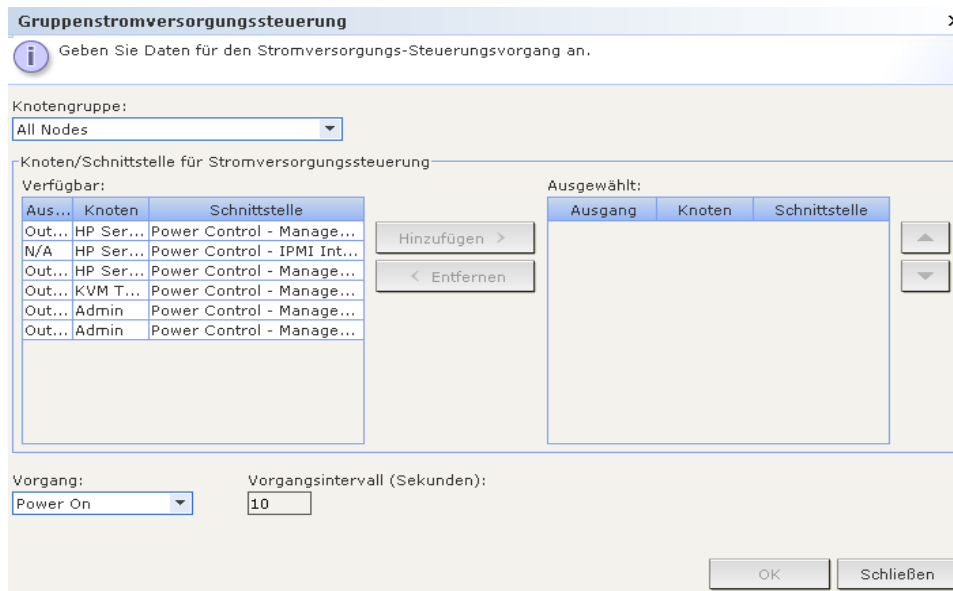 Gruppenstromversorgungssteuerung
Geben Sie Daten für den Stromversorgungs-Steuerungsvorgang an.
Knotengruppe:
All Nodes
Knoten/Schnittstelle für Stromversorgungssteuerung
Verfügbar:
Aus... Knoten Schnittstelle
Out... HP Ser... Power Control - Manage...
N/A HP Ser... Power Control - IPMI Int...
Out... HP Ser... Power Control - Manage...
Out... KVM T... Power Control - Manage...
Out... Admin Power Control - Manage...
Out... Admin Power Control - Manage...
Hinzufügen >
< Entfernen
Ausgewählt:
Ausgang Knoten Schnittstelle
Vorgang:
Power On
Vorgangsintervall (Sekunden):
10
OK
Schließen